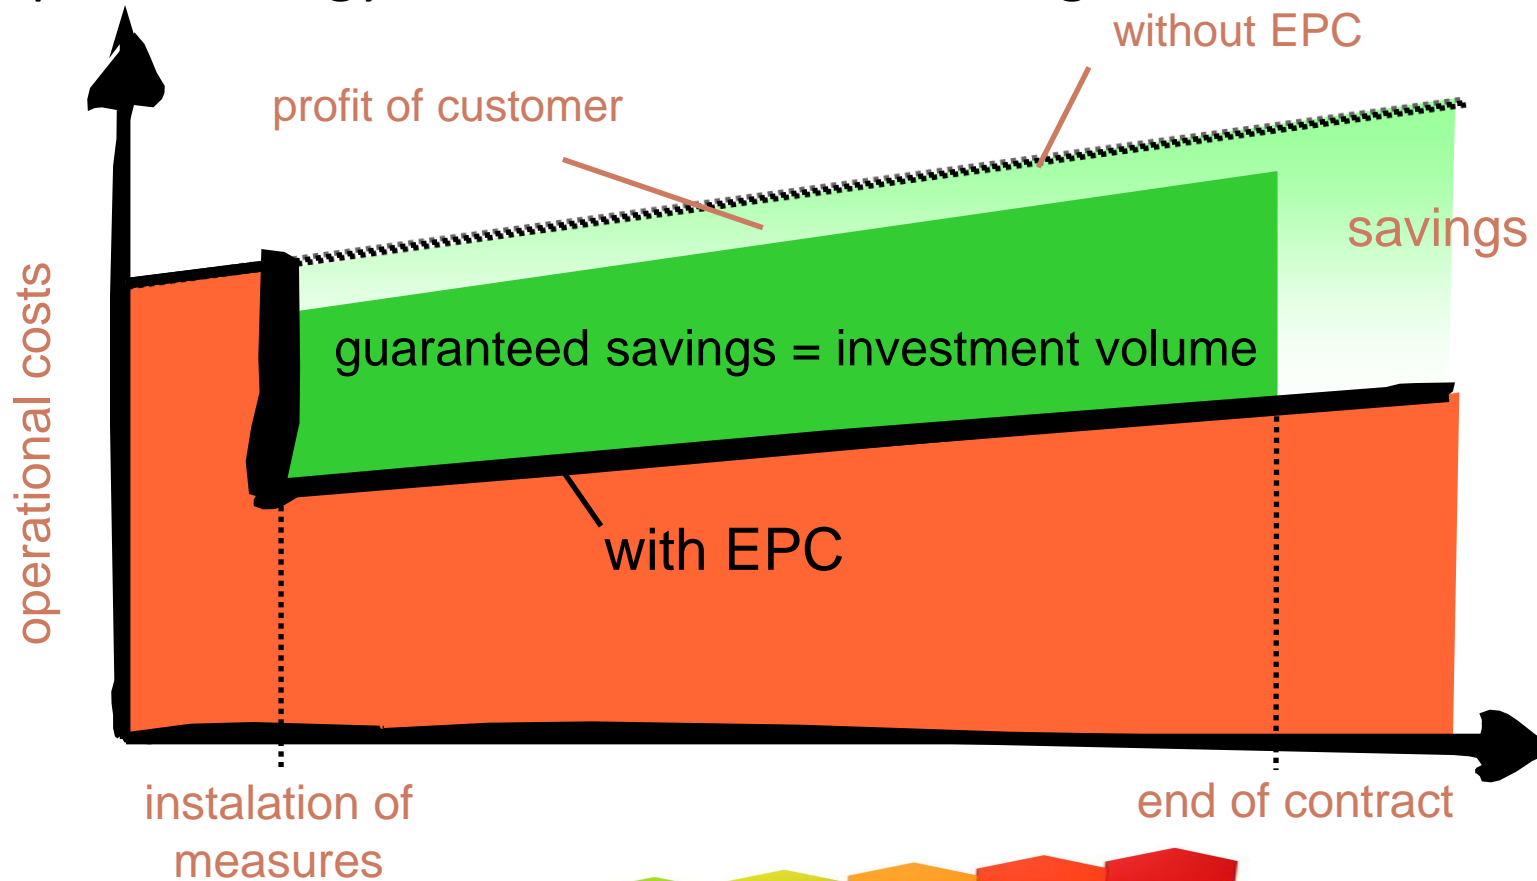 without EPC
profit of customer
savings
operational costs
guaranteed savings = investment volume
with EPC
instalation of
measures
end of contract